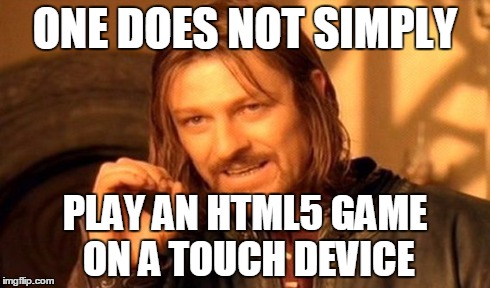 ONE DOES NOT SIMPLY
PLAY AN HTML5 GAME
ON A TOUCH DEVICE
imgflip.com